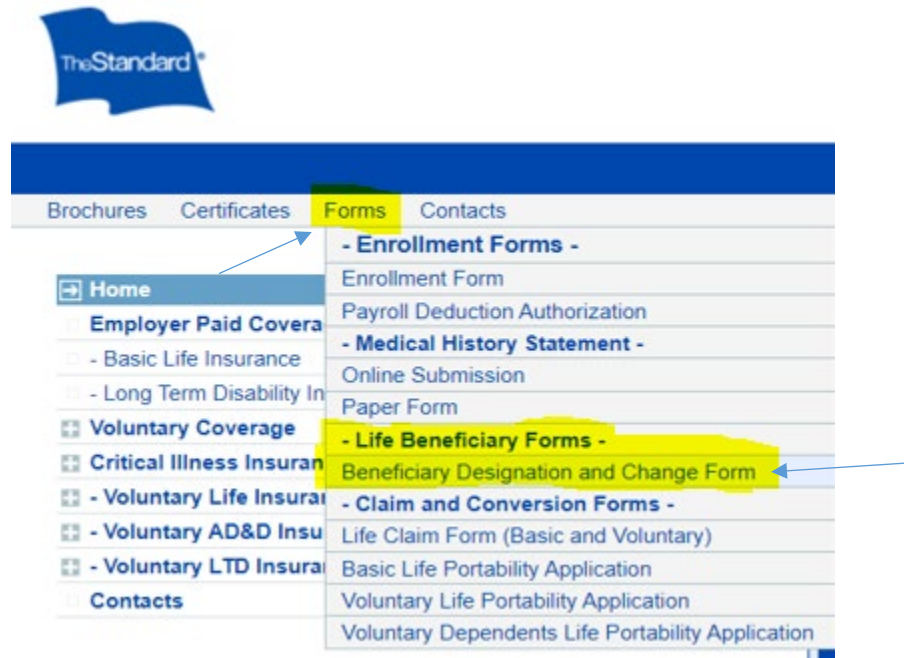 TheStandard®
Brochures Certificates Forms Contacts
- Enrollment Forms -
Enrollment Form
Payroll Deduction Authorization
- Medical History Statement -
Online Submission
Paper Form
- Life Beneficiary Forms -
Beneficiary Designation and Change Form
- Claim and Conversion Forms -
Life Claim Form (Basic and Voluntary)
Basic Life Portability Application
Voluntary Life Portability Application
Voluntary Dependents Life Portability Application
Home
Employer Paid Covera
- Basic Life Insurance
- Long Term Disability In
Voluntary Coverage
Critical Illness Insuran
- Voluntary Life Insura
- Voluntary AD&D Insu
- Voluntary LTD Insura
Contacts